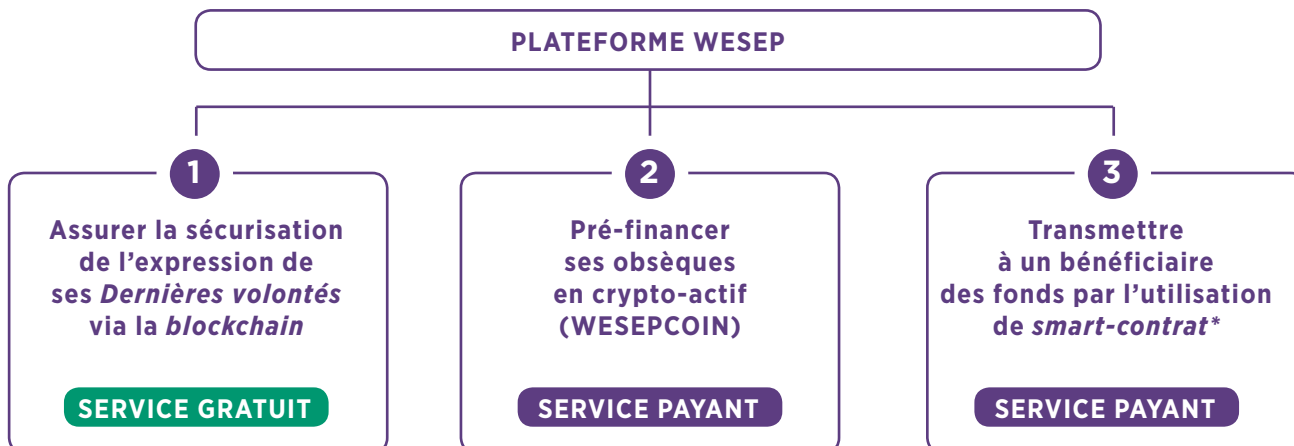 PLATEFORME WESEP
1
Assurer la sécurisation
de l’expression de
ses Dernières volontés
via la blockchain
SERVICE GRATUIT
2
Pré-financer
ses obsèques
en crypto-actif
(WESEPCOIN)
SERVICE PAYANT
3
Transmettre
à un bénéficiaire
des fonds par l’utilisation
de smart-contrat*
SERVICE PAYANT